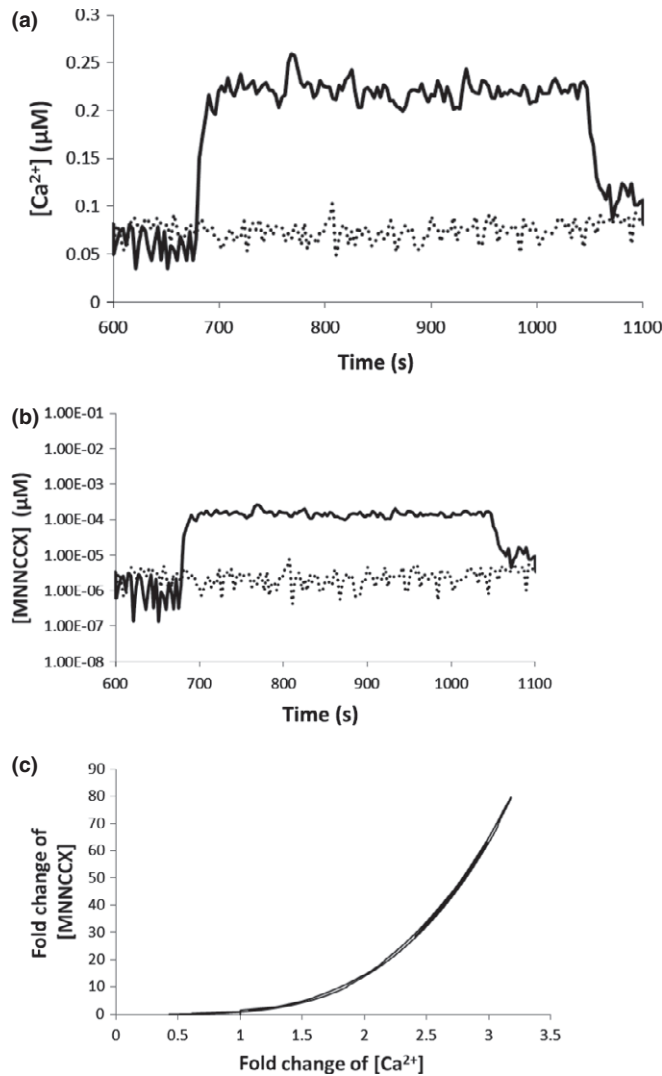 (a)
[Ca²⁺] (µM)
0.3
0.25
0.2
0.15
0.1
0.05
0
600 700 800 900 1000 1100
Time (s)
(b)
[MNNCCX] (µM)
1.00E-01
1.00E-02
1.00E-03
1.00E-04
1.00E-05
1.00E-06
1.00E-07
1.00E-08
600 700 800 900 1000 1100
Time (s)
(c)
Fold change of
[MNNCCX]
90
80
70
60
50
40
30
20
10
0
0 0.5 1 1.5 2 2.5 3 3.5
Fold change of [Ca²⁺]